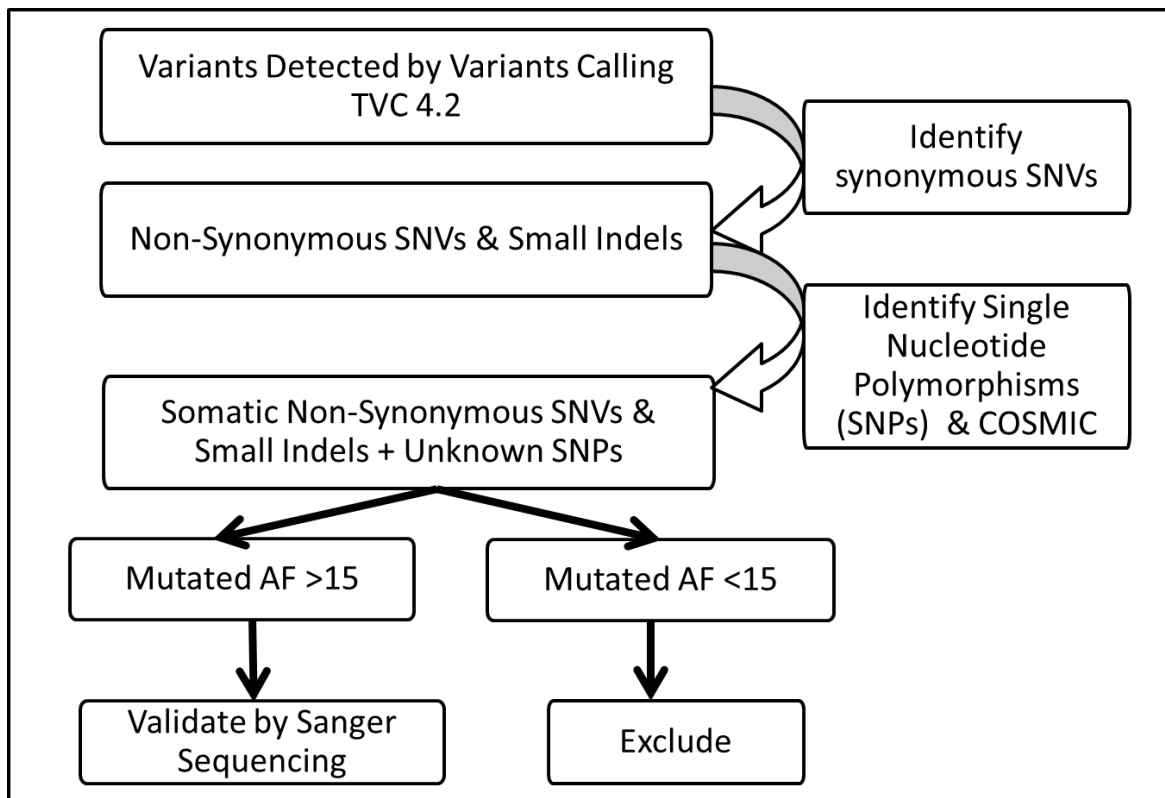 Variants Detected by Variants Calling
TVC 4.2
Identify
synonymous SNVs
Non-Synonymous SNVs & Small Indels
Identify Single
Nucleotide
Polymorphisms
(SNPs) & COSMIC
Somatic Non-Synonymous SNVs &
Small Indels + Unknown SNPs
Mutated AF >15
Mutated AF <15
Validate by Sanger
Sequencing
Exclude